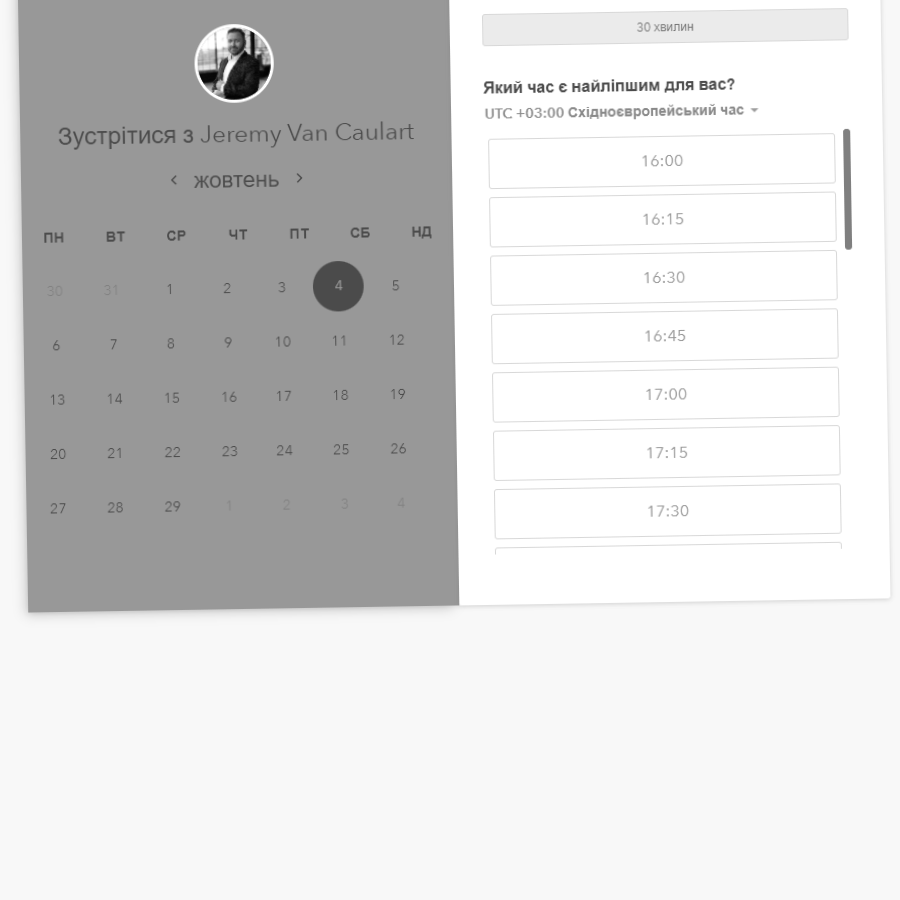 Зустрітися з Jeremy Van Caulart
жовтень
ПН ВТ СР ЧТ ПТ СБ НД
30 31 1 2 3 4 5
6 7 8 9 10 11 12
13 14 15 16 17 18 19
20 21 22 23 24 25 26
27 28 29 1 2 3 4
30 хвилин
Який час є найліпшим для вас?
UTC +03:00 Східноєвропейський час
16:00
16:15
16:30
16:45
17:00
17:15
17:30